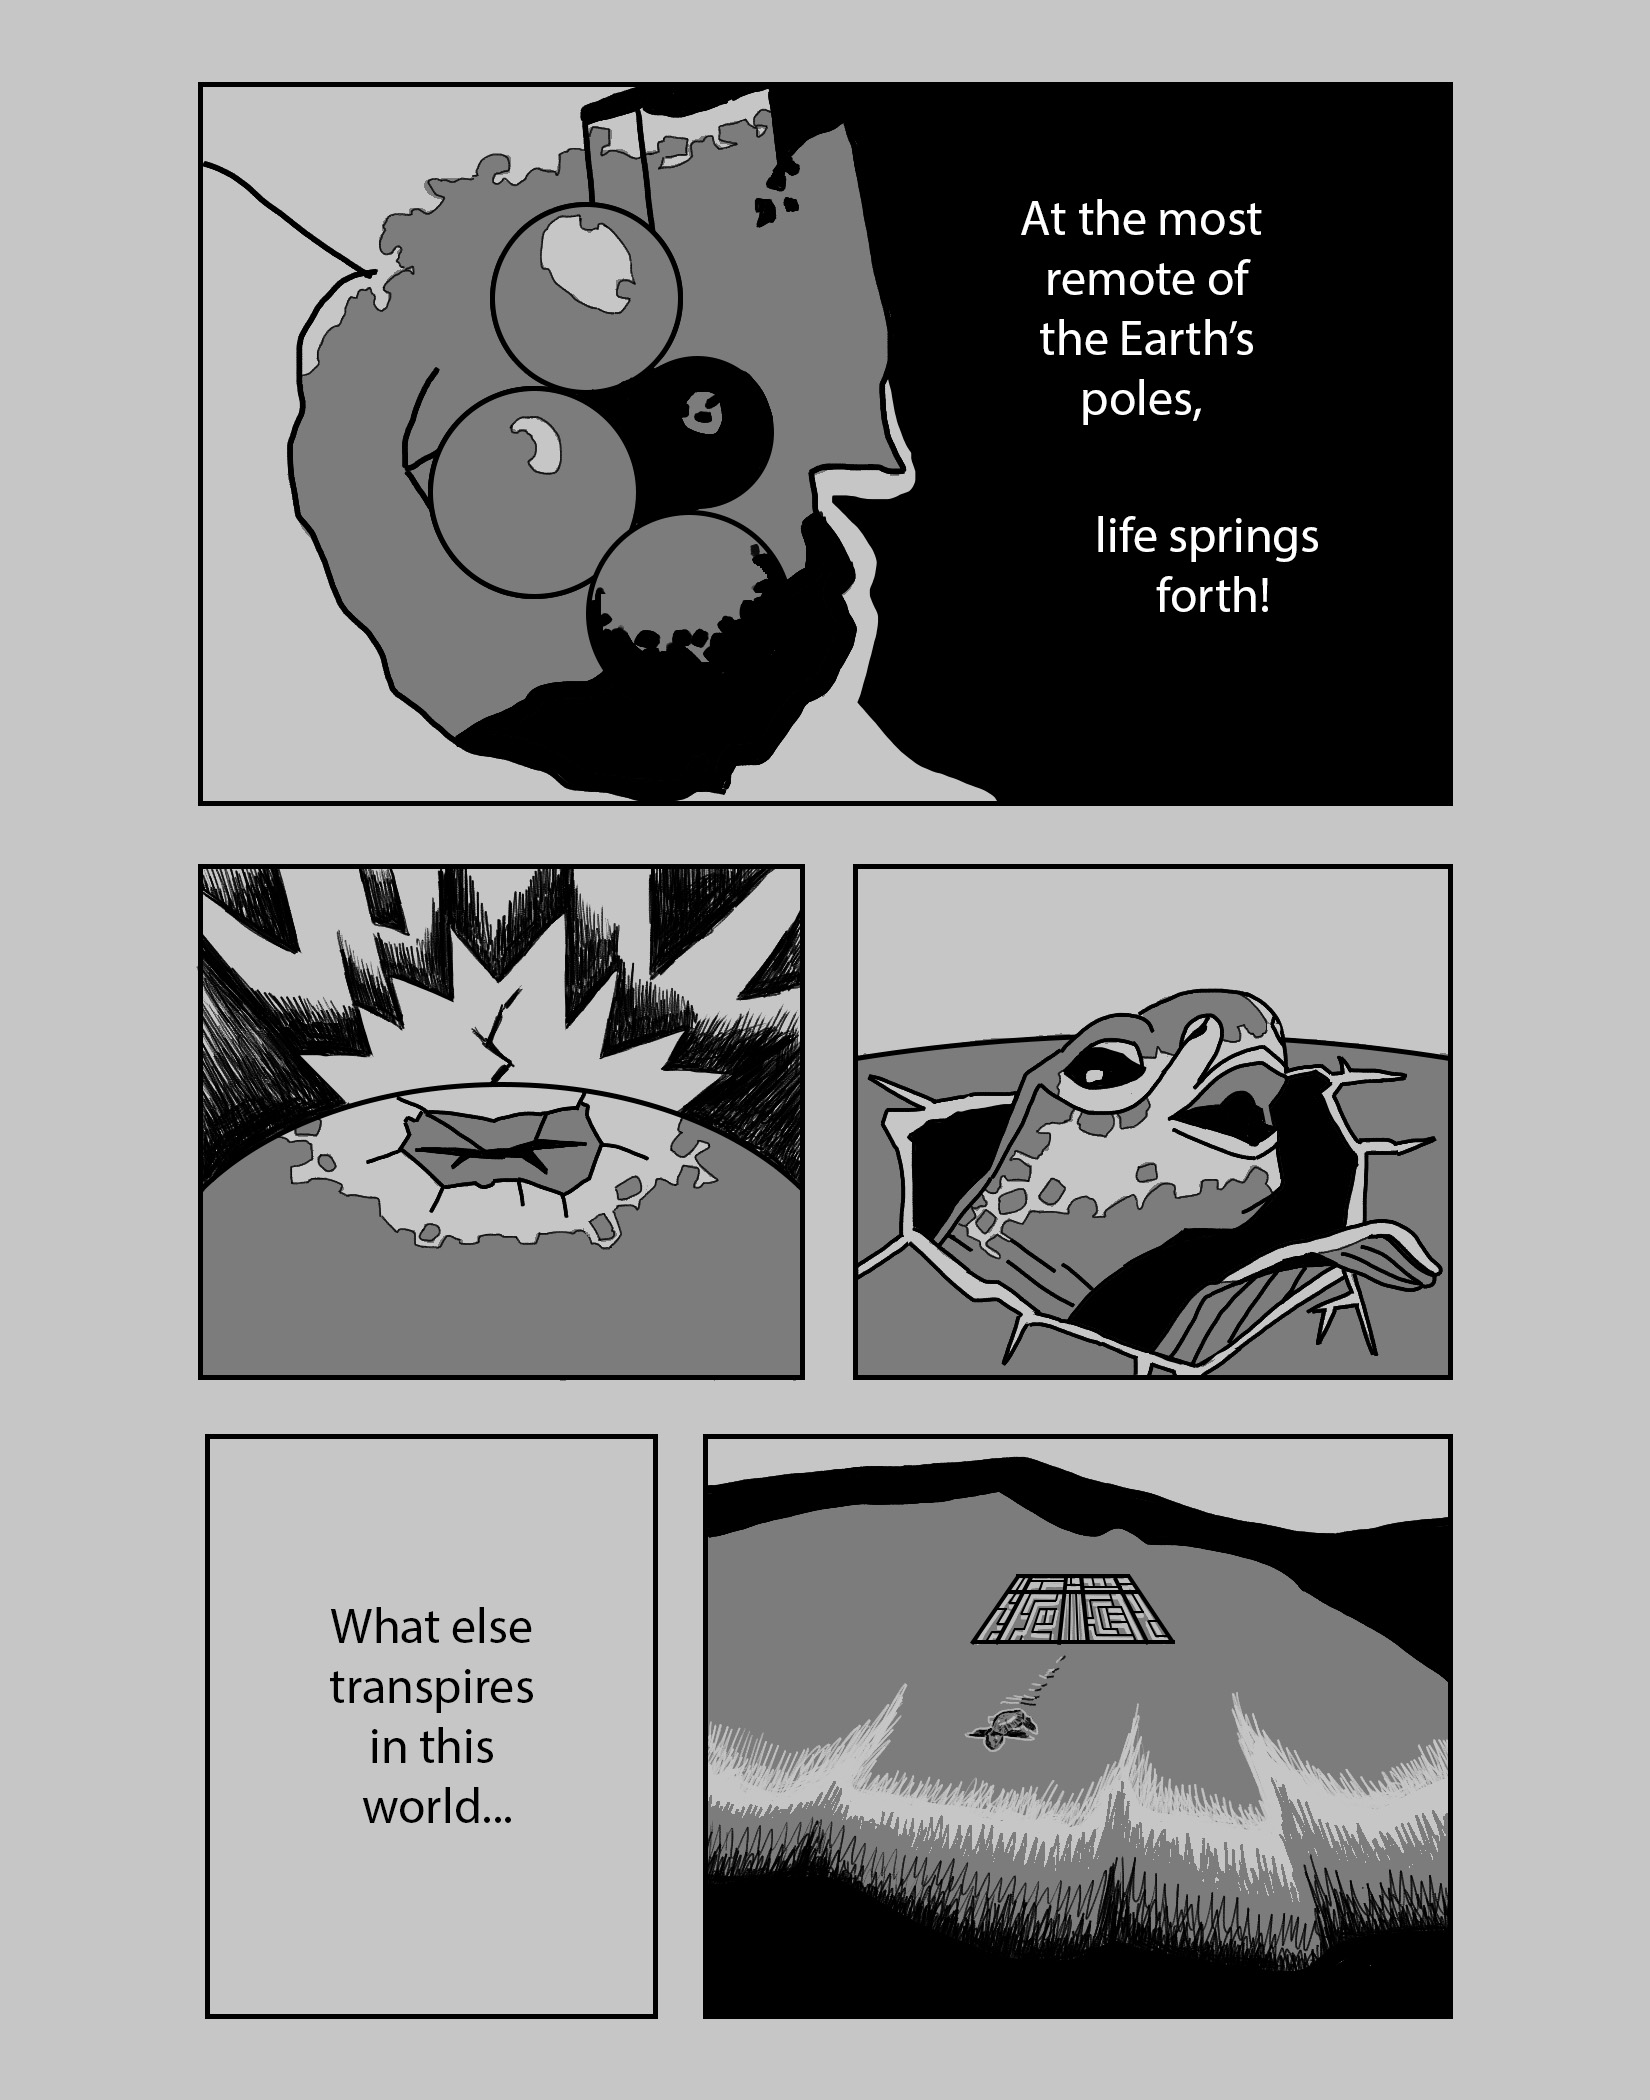 At the most
remote of
the Earth’s
poles,
life springs
forth!
What else
transpires
in this
world...